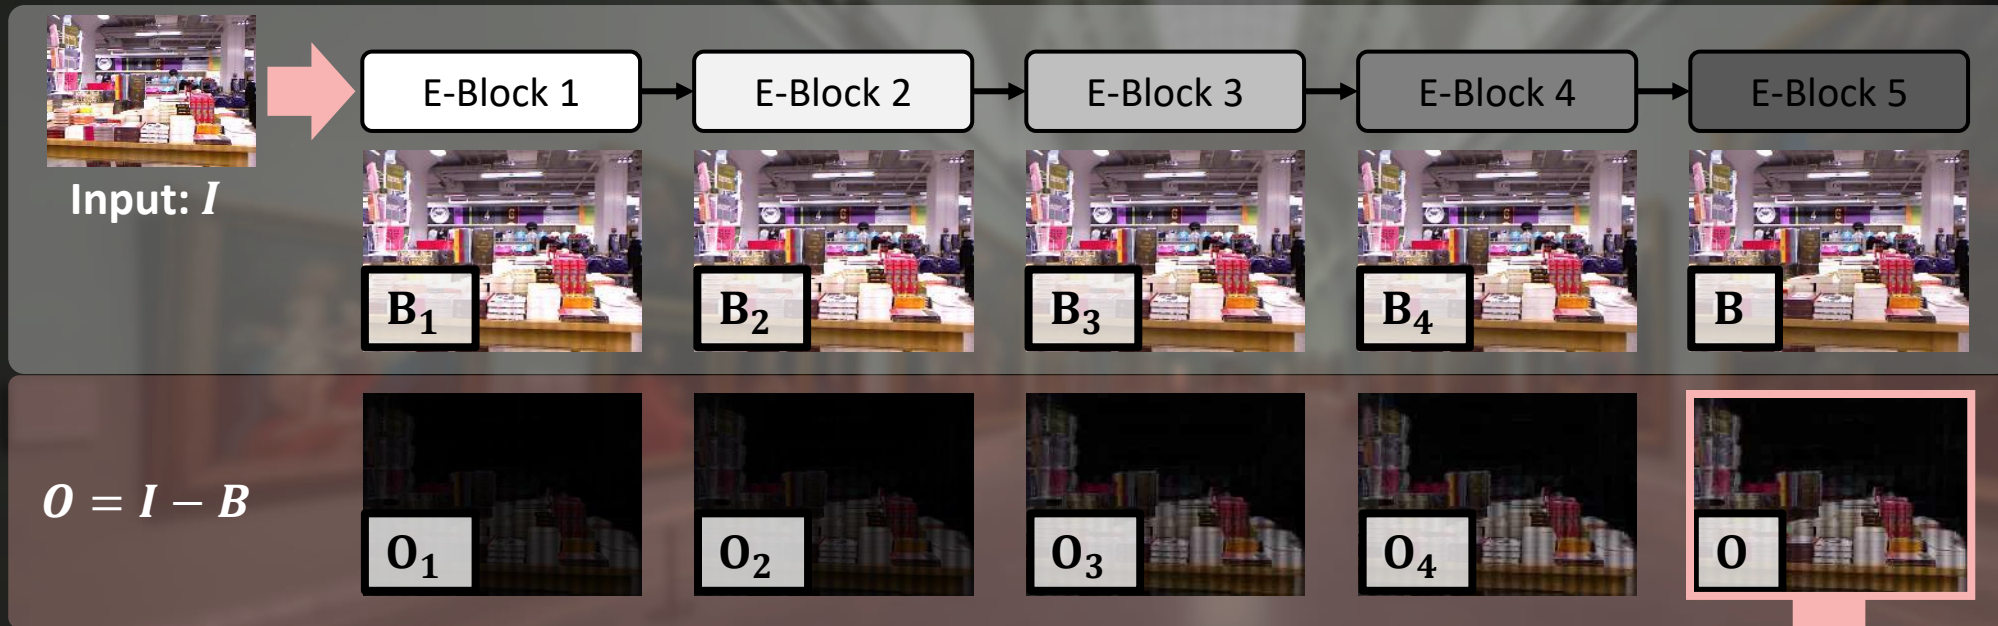 E-Block 1
E-Block 2
E-Block 3
E-Block 4
E-Block 5
Input: I
B₁
B₂
B₃
B₄
B
O = I − B
O₁
O₂
O₃
O₄
O